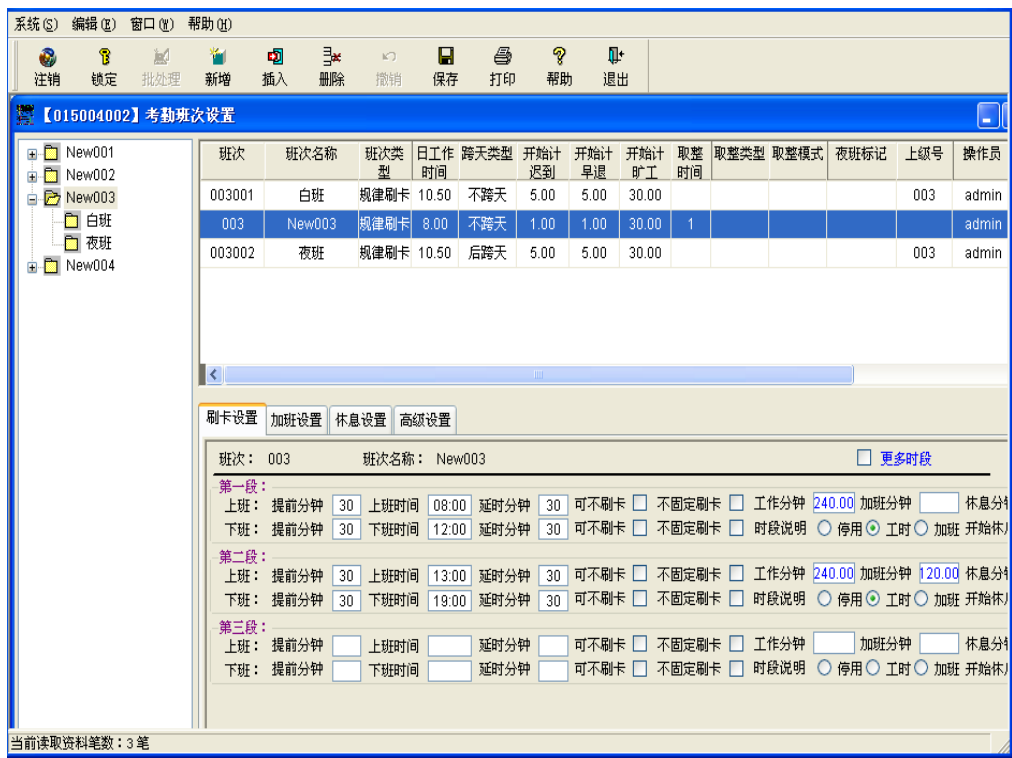 系统(S) 编辑(E) 窗口(W) 帮助(H)
注销 锁定 批处理 新增 插入 删除 撤销 保存 打印 帮助 退出
【015004002】考勤班次设置
New001
New002
New003
白班
夜班
New004
班次 班次名称 班次类型 日工作时间 跨天类型 开始计迟到 开始计早退 开始计旷工 取整时间 取整类型 取整模式 夜班标记 上级号 操作员
003001 白班 规律刷卡 10.50 不跨天 5.00 5.00 30.00 003 admin
003 New003 规律刷卡 8.00 不跨天 1.00 1.00 30.00 1 admin
003002 夜班 规律刷卡 10.50 后跨天 5.00 5.00 30.00 003 admin
刷卡设置 加班设置 休息设置 高级设置
班次： 003 班次名称： New003 更多时段
第一段：
上班： 提前分钟 30 上班时间 08:00 延时分钟 30 可不刷卡 不固定刷卡 工作分钟 240.00 加班分钟 休息分
下班： 提前分钟 30 下班时间 12:00 延时分钟 30 可不刷卡 不固定刷卡 时段说明 停用 工时 加班 开始休
第二段：
上班： 提前分钟 30 上班时间 13:00 延时分钟 30 可不刷卡 不固定刷卡 工作分钟 240.00 加班分钟 120.00 休息分
下班： 提前分钟 30 下班时间 19:00 延时分钟 30 可不刷卡 不固定刷卡 时段说明 停用 工时 加班 开始休
第三段：
上班： 提前分钟 上班时间 延时分钟 可不刷卡 不固定刷卡 工作分钟 加班分钟 休息分
下班： 提前分钟 下班时间 延时分钟 可不刷卡 不固定刷卡 时段说明 停用 工时 加班 开始休
当前读取资料笔数：3笔